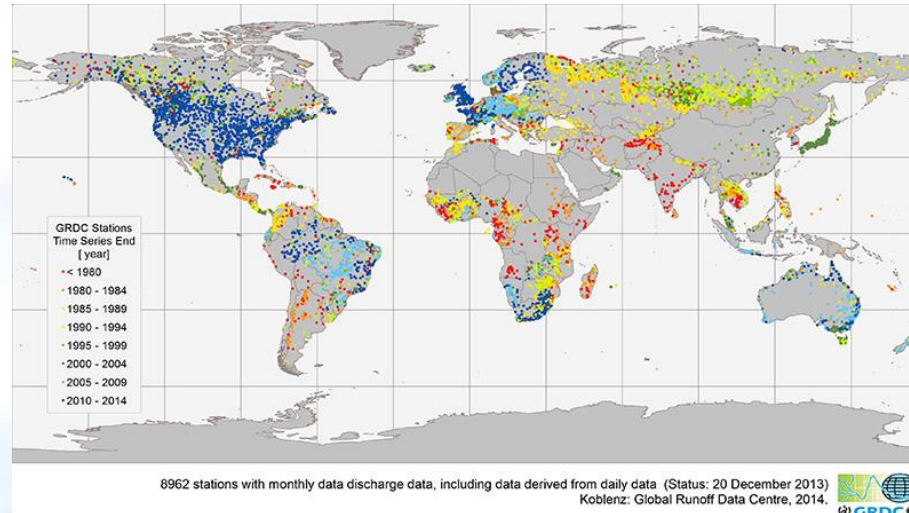 GRDC Stations
Time Series End
[ year]
< 1980
1980 - 1984
1985 - 1989
1990 - 1994
1995 - 1999
2000 - 2004
2005 - 2009
2010 - 2014
8962 stations with monthly data discharge data, including data derived from daily data (Status: 20 December 2013)
Koblenz: Global Runoff Data Centre, 2014.
GRDC